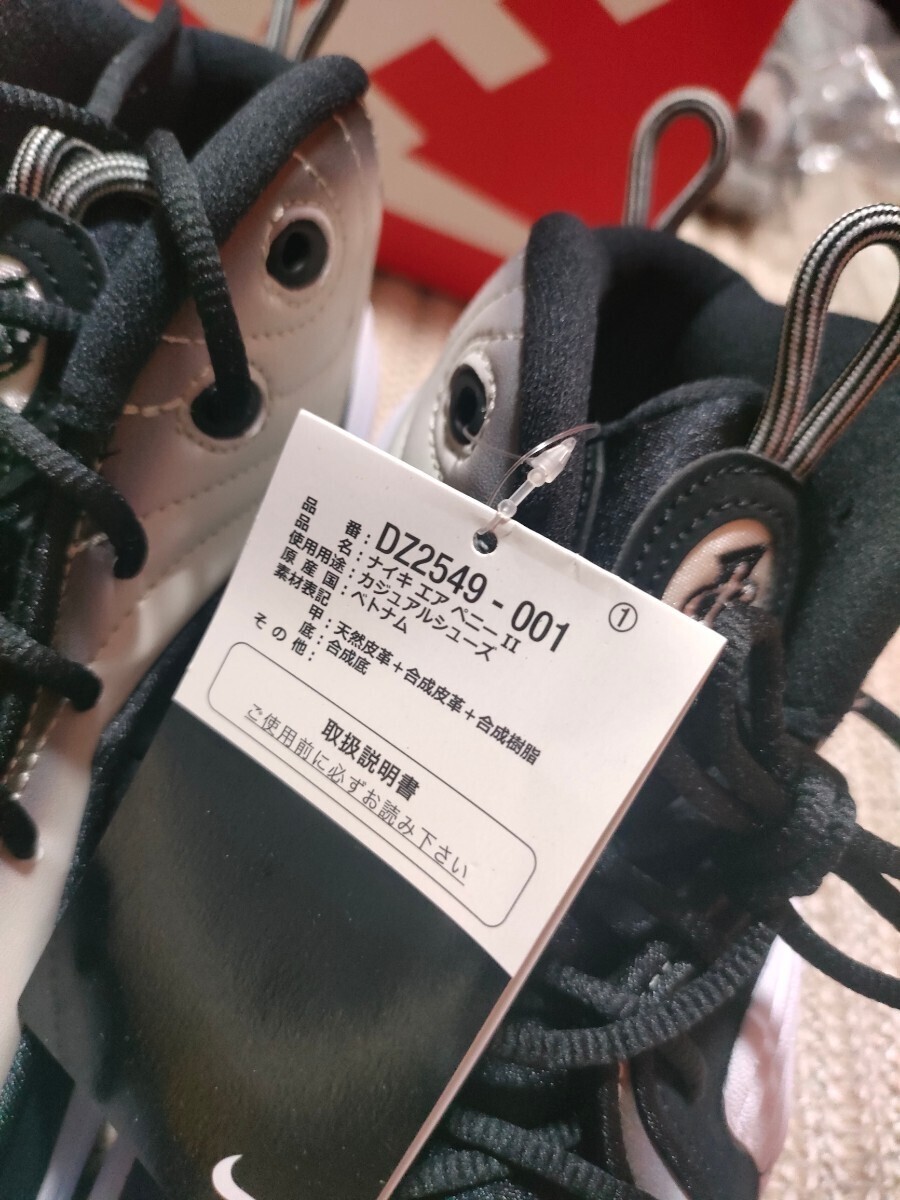 品　番：DZ2549-001　①
品　名：ナイキ エア ペニー II
使用用途：カジュアルシューズ
原産国：ベトナム
素材表記
甲：天然皮革＋合成皮革＋合成樹脂
底：合成底
その他：
取扱説明書
ご使用前に必ずお読み下さい